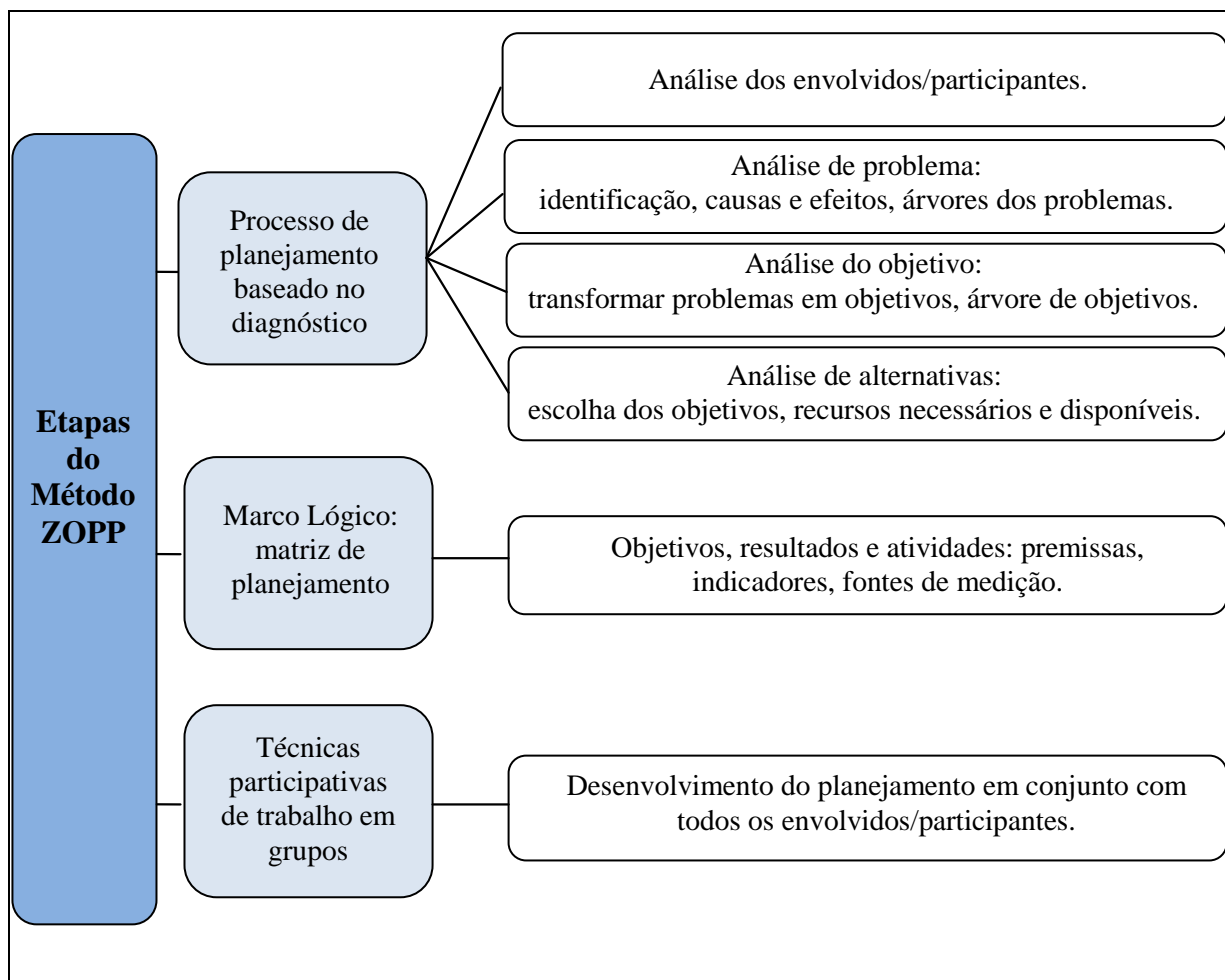 Etapas
do
Método
ZOPP
Processo de
planejamento
baseado no
diagnóstico
Análise dos envolvidos/participantes.
Análise de problema:
identificação, causas e efeitos, árvores dos problemas.
Análise do objetivo:
transformar problemas em objetivos, árvore de objetivos.
Análise de alternativas:
escolha dos objetivos, recursos necessários e disponíveis.
Marco Lógico:
matriz de
planejamento
Objetivos, resultados e atividades: premissas,
indicadores, fontes de medição.
Técnicas
participativas
de trabalho em
grupos
Desenvolvimento do planejamento em conjunto com
todos os envolvidos/participantes.